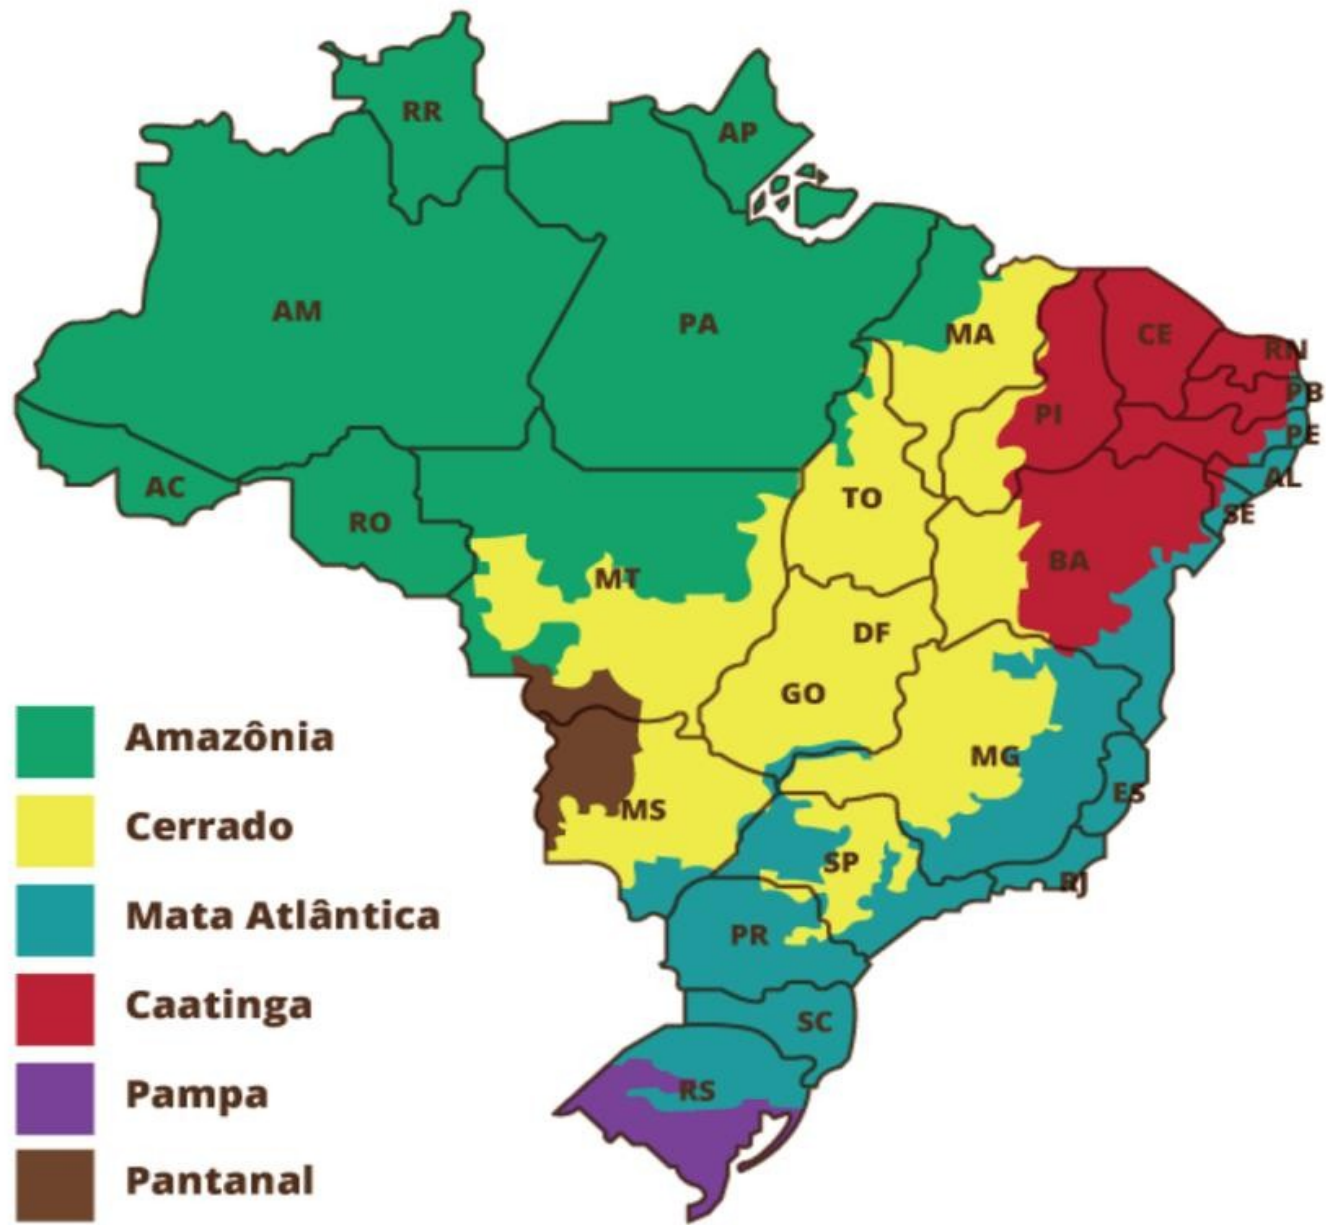 RR
AP
AM
PA
MA
CE
RN
PB
PI
PE
AC
AL
TO
RO
SE
BA
MT
DF
GO
Amazônia
MG
ES
Cerrado
MS
SP
RJ
Mata Atlântica
PR
Caatinga
SC
Pampa
RS
Pantanal